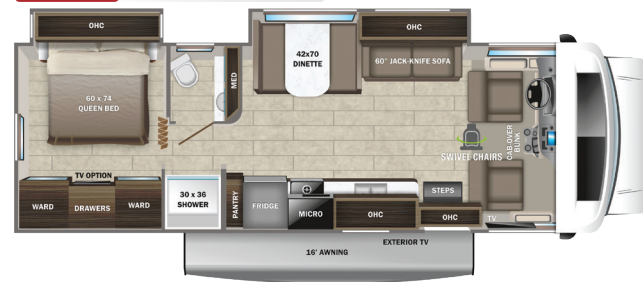 OHC
60 x 74
QUEEN BED
MED
42x70
DINETTE
OHC
60" JACK-KNIFE SOFA
SWIVEL CHAIRS
CAB-OVER
BUNK
TV OPTION
WARD
DRAWERS
WARD
30 x 36
SHOWER
PANTRY
FRIDGE
MICRO
OHC
STEPS
OHC
TV
EXTERIOR TV
16' AWNING